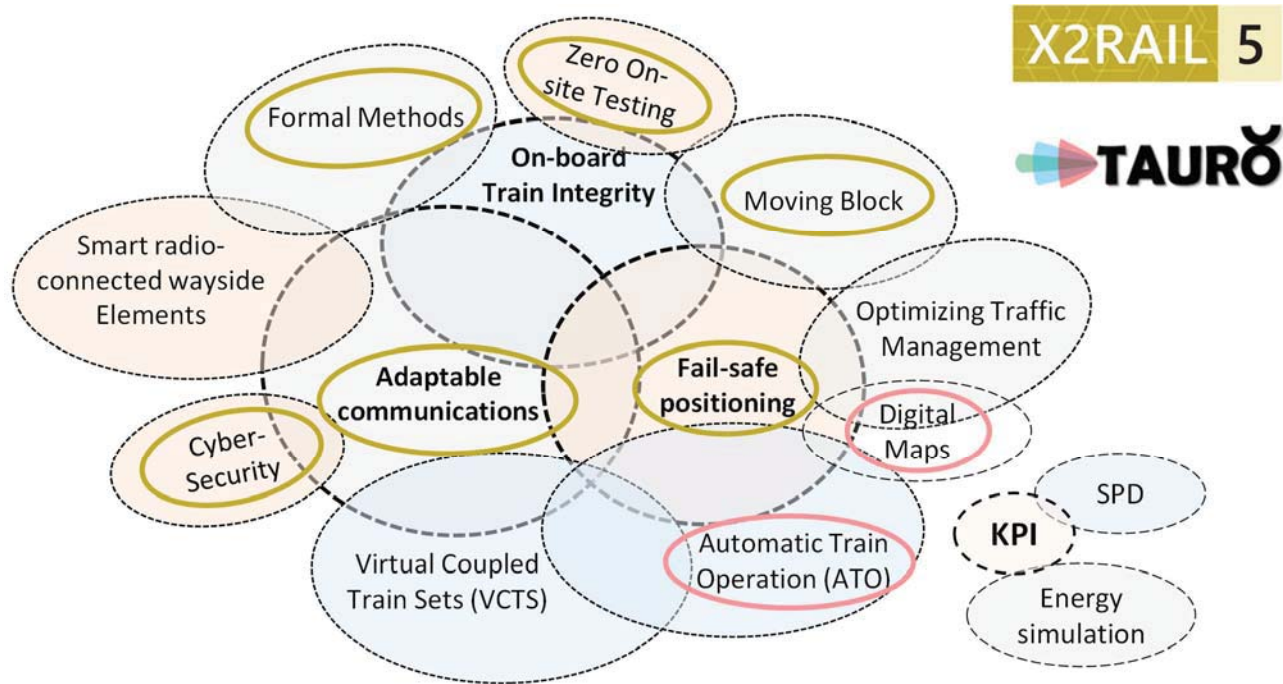 X2RAIL 5
TAURO
Zero On-
site Testing
Formal Methods
On-board
Train Integrity
Moving Block
Smart radio-
connected wayside
Elements
Optimizing Traffic
Management
Adaptable
communications
Fail-safe
positioning
Digital
Maps
Cyber-
Security
SPD
KPI
Virtual Coupled
Train Sets (VCTS)
Automatic Train
Operation (ATO)
Energy
simulation